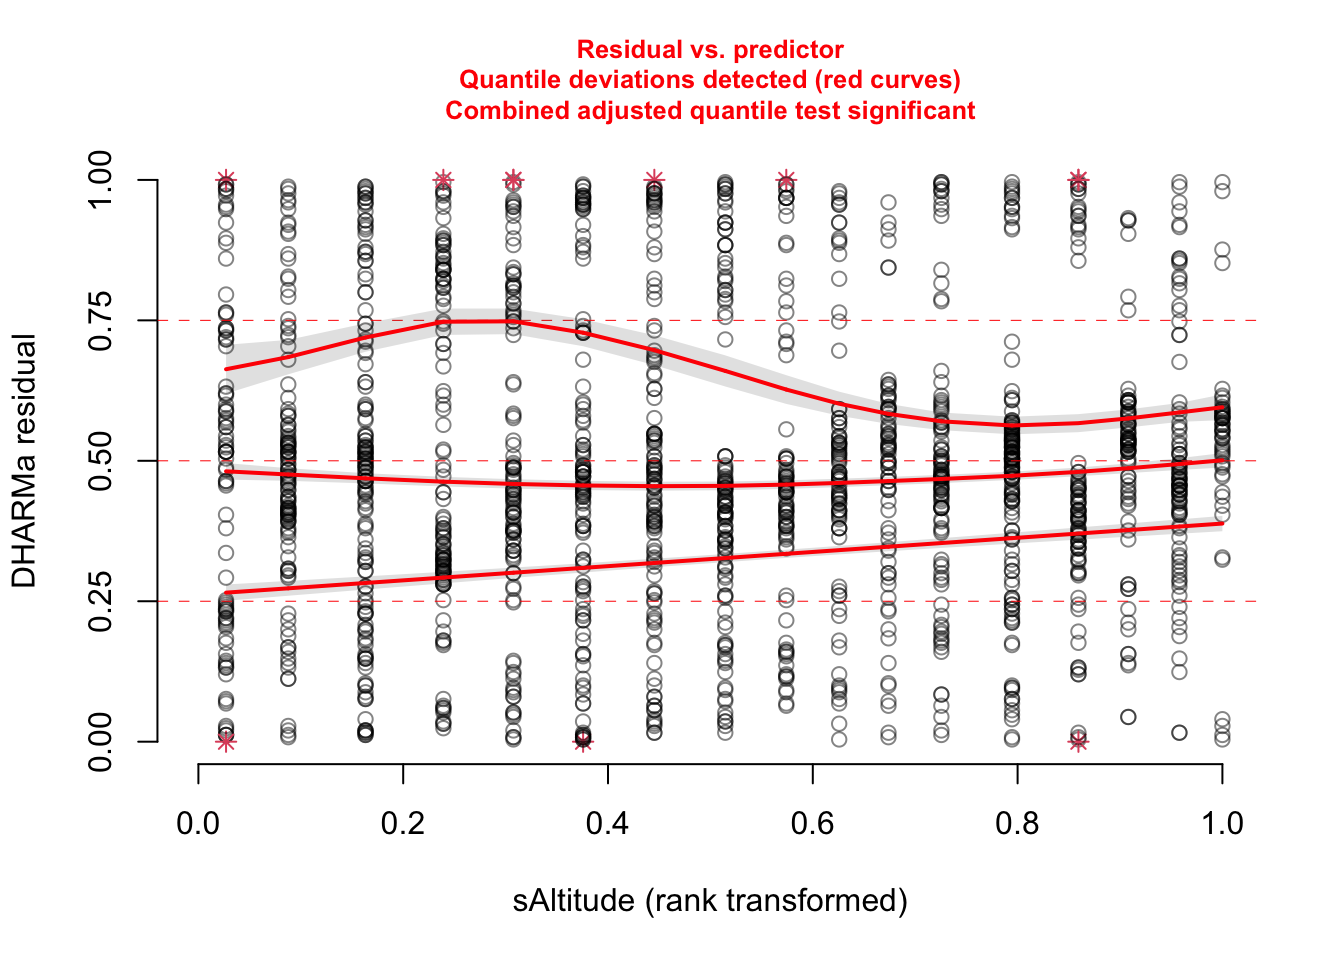 Residual vs. predictor
Quantile deviations detected (red curves)
Combined adjusted quantile test significant
DHARMa residual
1.00
0.75
0.50
0.25
0.00
0.0 0.2 0.4 0.6 0.8 1.0
sAltitude (rank transformed)